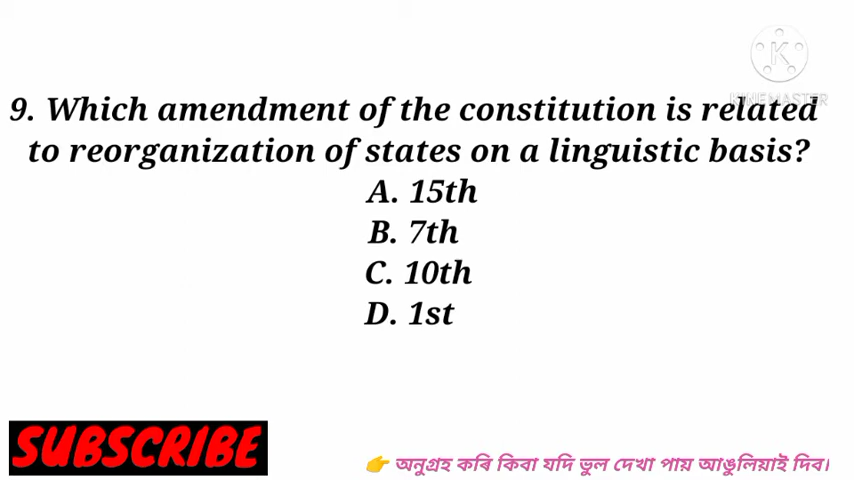 K
KINEMASTER
9. Which amendment of the constitution is related
to reorganization of states on a linguistic basis?
A. 15th
B. 7th
C. 10th
D. 1st
SUBSCRIBE
👉 অনুগ্ৰহ কৰি কিবা যদি ভুল দেখা পায় আঙুলিয়াই দিব।